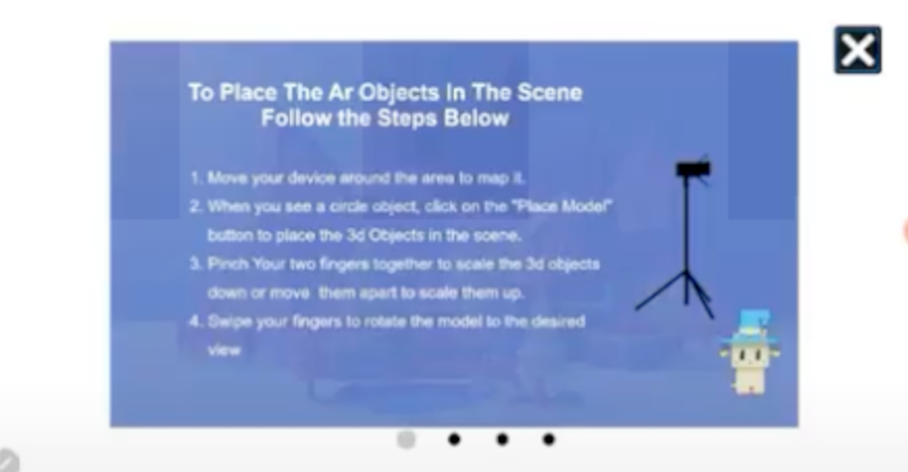 To Place The Ar Objects In The Scene
Follow the Steps Below
1. Move your device around the area to map it.
2. When you see a circle object, click on the "Place Model"
button to place the 3d Objects in the scene.
3. Pinch Your two fingers together to scale the 3d objects
down or move them apart to scale them up.
4. Swipe your fingers to rotate the model to the desired
view